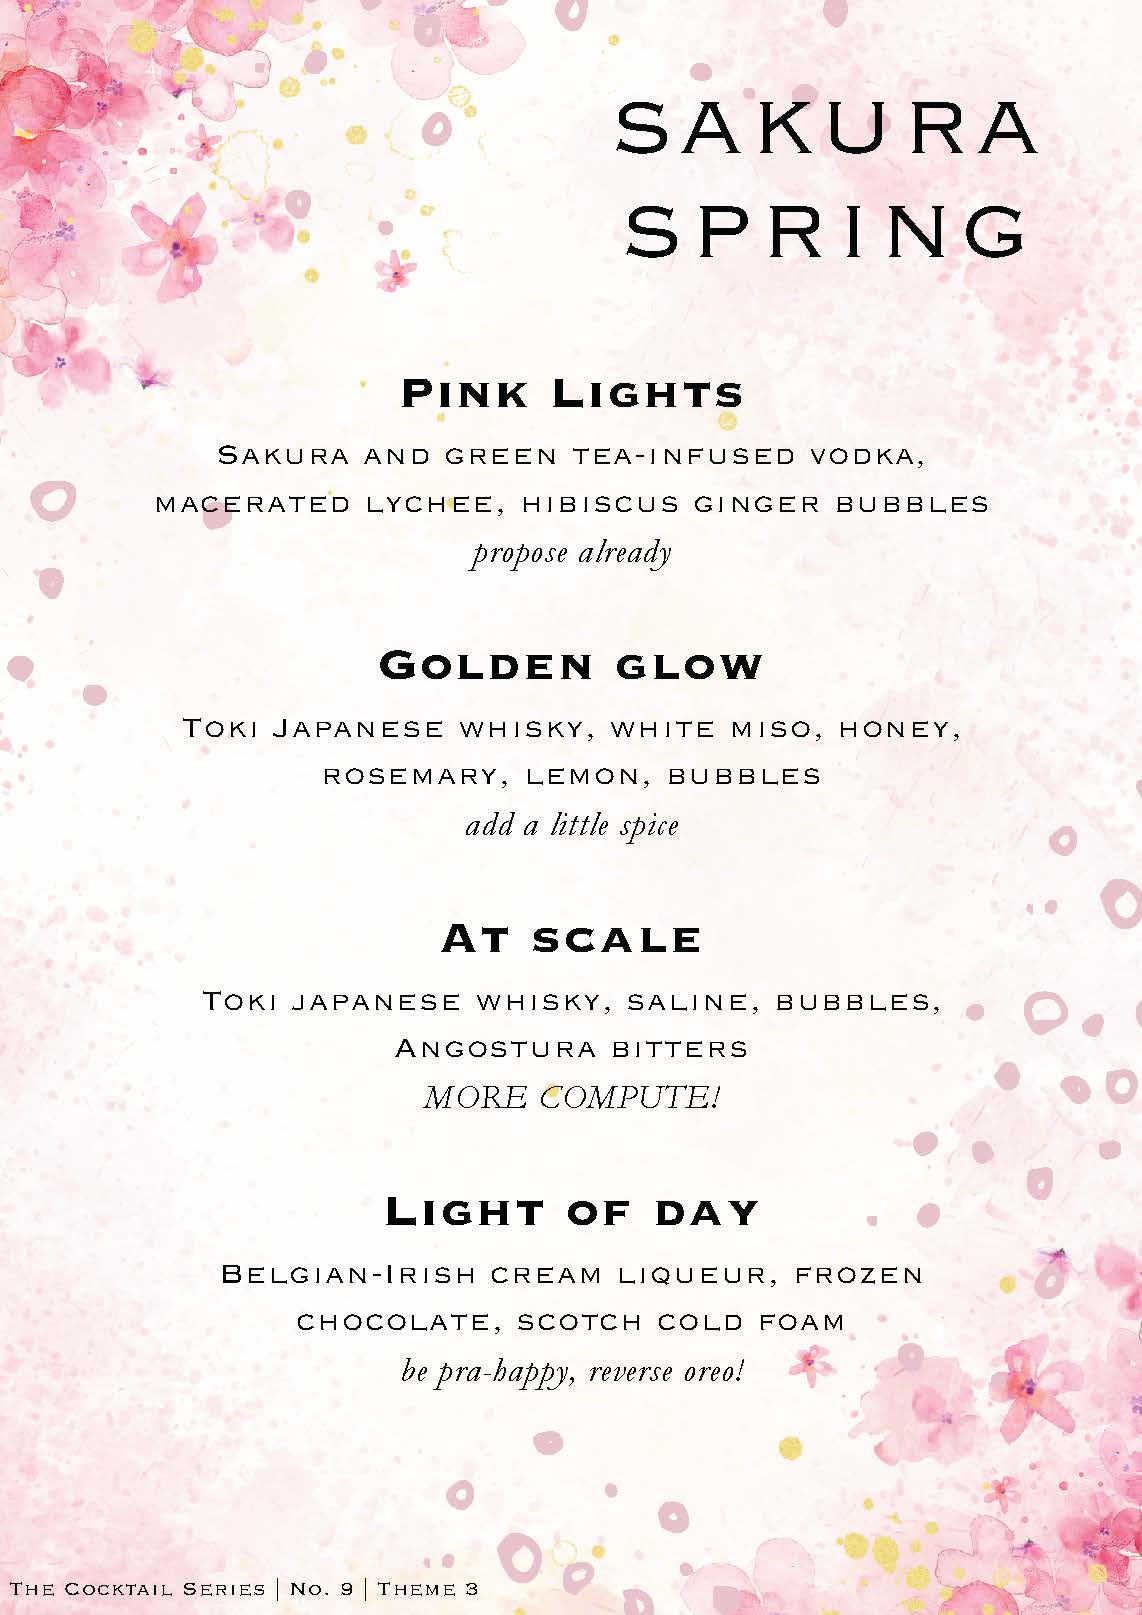 SAKURA
SPRING
Pink Lights
Sakura and green tea-infused vodka,
macerated lychee, hibiscus ginger bubbles
propose already
Golden glow
Toki Japanese whisky, white miso, honey,
rosemary, lemon, bubbles
add a little spice
At scale
Toki japanese whisky, saline, bubbles,
Angostura bitters
MORE COMPUTE!
Light of day
Belgian-Irish cream liqueur, frozen
chocolate, scotch cold foam
be pra-happy, reverse oreo!
The Cocktail Series | No. 9 | Theme 3